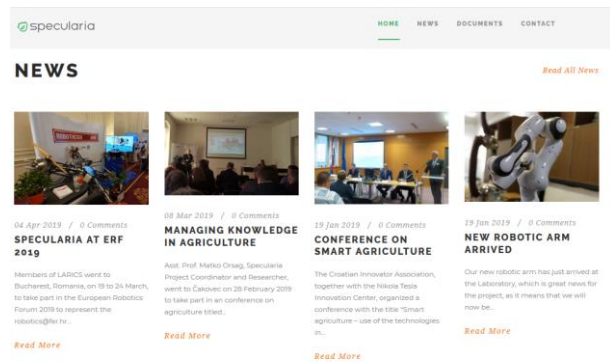 specularia
HOME NEWS DOCUMENTS CONTACT
NEWS
Read All News
04 Apr 2019 / 0 Comments
SPECULARIA AT ERF
2019
Members of LARICS went to
Bucharest, Romania, on 19 to 24 March,
to take part in the European Robotics
Forum 2019 to represent the
robotics@fer.hr...
Read More
08 Mar 2019 / 0 Comments
MANAGING KNOWLEDGE
IN AGRICULTURE
Asst. Prof. Matko Orsag, Specularia
Project Coordinator and Researcher,
went to Čakovec on 28 February 2019
to take part in an conference on
agriculture titled...
Read More
19 Jan 2019 / 0 Comments
CONFERENCE ON
SMART AGRICULTURE
The Croatian Innovator Association,
together with the Nikola Tesla
Innovation Center, organized a
conference with the title "Smart
agriculture – use of the technologies
in...
Read More
19 Jan 2019 / 0 Comments
NEW ROBOTIC ARM
ARRIVED
Our new robotic arm has just arrived at
the Laboratory, which is great news for
the project, as it means that we will
now be...
Read More